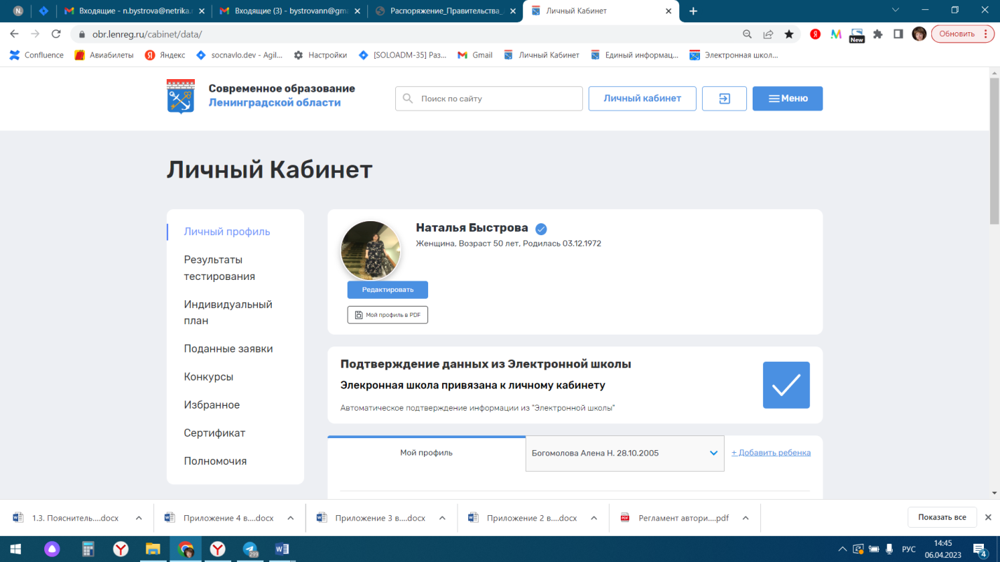 Входящие - n.bystrova@netrika.
Входящие (3) - bystrovann@gma
Распоряжение_Правительства_
Личный Кабинет
obr.lenreg.ru/cabinet/data/
New
Обновить
Confluence
Авиабилеты
Яндекс
socnavlo.dev - Agil...
Настройки
[SOLOADM-35] Раз...
Gmail
Личный Кабинет
Единый информац...
Электронная школ...
Современное образование
Ленинградской области
Поиск по сайту
Личный кабинет
Меню
Личный Кабинет
Личный профиль
Результаты
тестирования
Индивидуальный
план
Поданные заявки
Конкурсы
Избранное
Сертификат
Полномочия
Наталья Быстрова
Женщина, Возраст 50 лет, Родилась 03.12.1972
Редактировать
Мой профиль в PDF
Подтверждение данных из Электронной школы
Элекронная школа привязана к личному кабинету
Автоматическое подтверждение информации из "Электронной школы"
Мой профиль
Богомолова Алена Н. 28.10.2005
+ Добавить ребенка
1.3. Пояснитель....docx
Приложение 4 в....docx
Приложение 3 в....docx
Приложение 2 в....docx
Регламент автори....pdf
Показать все
299
РУС
14:45
06.04.2023
4